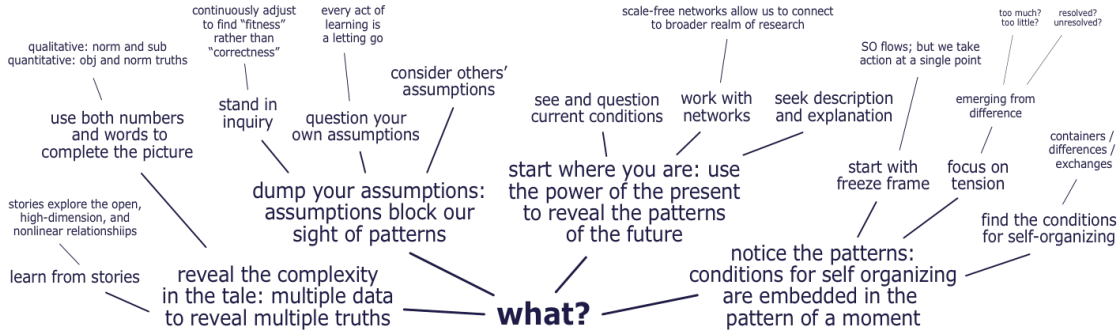 continuously adjust
to find “fitness”
rather than
“correctness”
every act of
learning is
a letting go
scale-free networks allow us to connect
to broader realm of research
too much?
too little?
resolved?
unresolved?
qualitative: norm and sub
quantitative: obj and norm truths
SO flows; but we take
action at a single point
consider others’
assumptions
stand in
inquiry
question your
own assumptions
see and question
current conditions
work with
networks
seek description
and explanation
emerging from
difference
use both numbers
and words to
complete the picture
containers /
differences /
exchanges
dump your assumptions:
assumptions block our
sight of patterns
start where you are: use
the power of the present
to reveal the patterns
of the future
start with
freeze frame
focus on
tension
stories explore the open,
high-dimension, and
nonlinear relationshiips
find the conditions
for self-organizing
learn from stories
reveal the complexity
in the tale: multiple data
to reveal multiple truths
notice the patterns:
conditions for self organizing
are embedded in the
pattern of a moment
what?